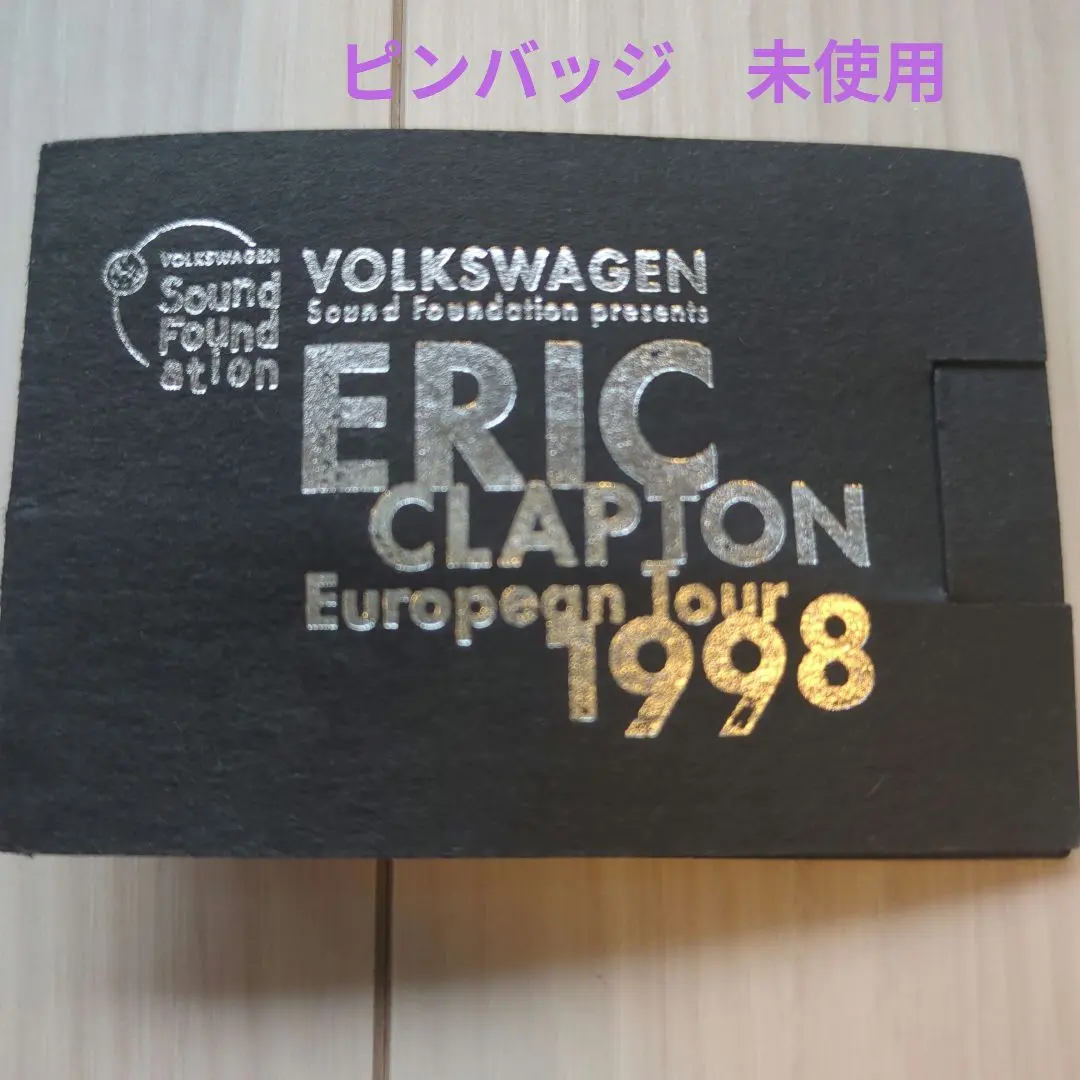 ピンバッジ　未使用
VOLKSWAGEN
Sound
Found
ation
VOLKSWAGEN
Sound Foundation presents
ERIC
CLAPTON
European Tour
1998